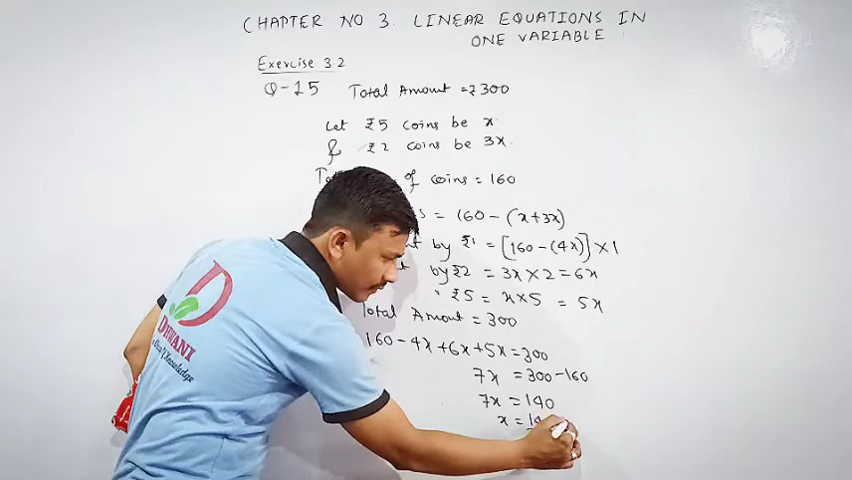 CHAPTER NO 3. LINEAR EQUATIONS IN
ONE VARIABLE
Exercise 3.2
Q-15 Total Amount = ₹300
Let ₹5 coins be x.
& ₹2 coins be 3x.
of coins = 160
= 160 - (x+3x)
by ₹1 = [160-(4x)] × 1
by ₹2 = 3x × 2 = 6x
" ₹5 = x × 5 = 5x
Total Amount = 300
160 - 4x + 6x + 5x = 300
7x = 300 - 160
7x = 140
x =
D
DHWANI